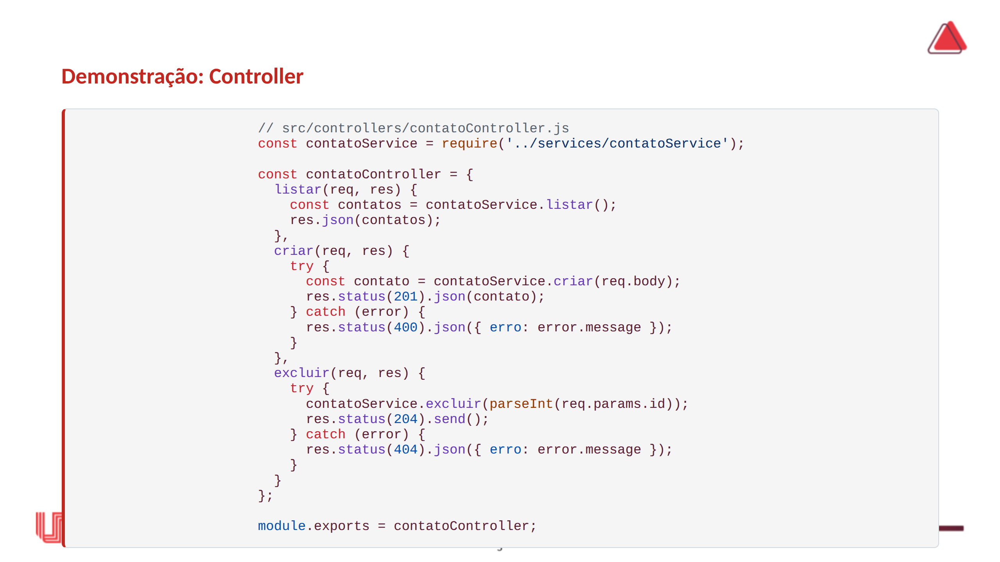 Demonstração: Controller
// src/controllers/contatoController.js
const contatoService = require('../services/contatoService');
const contatoController = {
  listar(req, res) {
    const contatos = contatoService.listar();
    res.json(contatos);
  },
  criar(req, res) {
    try {
      const contato = contatoService.criar(req.body);
      res.status(201).json(contato);
    } catch (error) {
      res.status(400).json({ erro: error.message });
    }
  },
  excluir(req, res) {
    try {
      contatoService.excluir(parseInt(req.params.id));
      res.status(204).send();
    } catch (error) {
      res.status(404).json({ erro: error.message });
    }
  }
};
module.exports = contatoController;